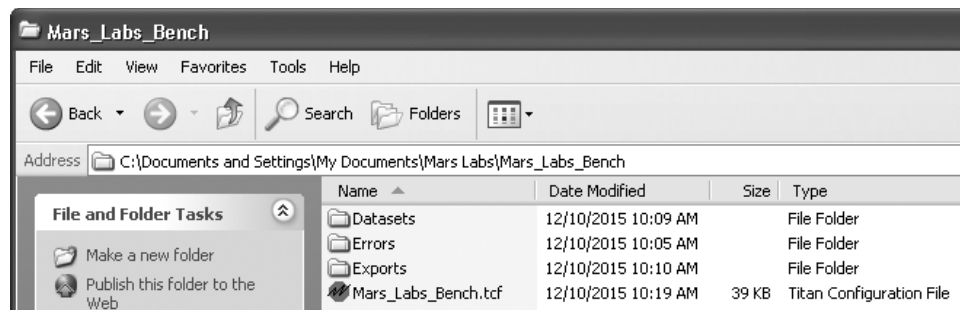 Mars_Labs_Bench
File Edit View Favorites Tools Help
Back Search Folders
Address C:\Documents and Settings\My Documents\Mars Labs\Mars_Labs_Bench
File and Folder Tasks
Make a new folder
Publish this folder to the
Web
Name Date Modified Size Type
Datasets 12/10/2015 10:09 AM File Folder
Errors 12/10/2015 10:05 AM File Folder
Exports 12/10/2015 10:10 AM File Folder
Mars_Labs_Bench.tcf 12/10/2015 10:19 AM 39 KB Titan Configuration File